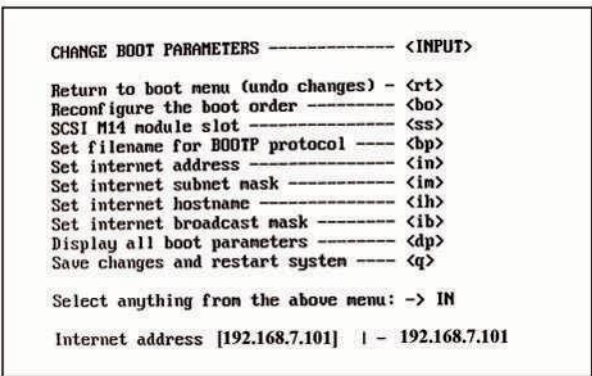 CHANGE BOOT PARAMETERS ------------- <INPUT>
Return to boot menu (undo changes) - <rt>
Reconfigure the boot order --------- <bo>
SCSI M14 module slot --------------- <ss>
Set filename for BOOTP protocol ---- <bp>
Set internet address --------------- <in>
Set internet subnet mask ----------- <im>
Set internet hostname -------------- <ih>
Set internet broadcast mask -------- <ib>
Display all boot parameters -------- <dp>
Save changes and restart system ---- <q>
Select anything from the above menu: -> IN
Internet address [192.168.7.101] | - 192.168.7.101